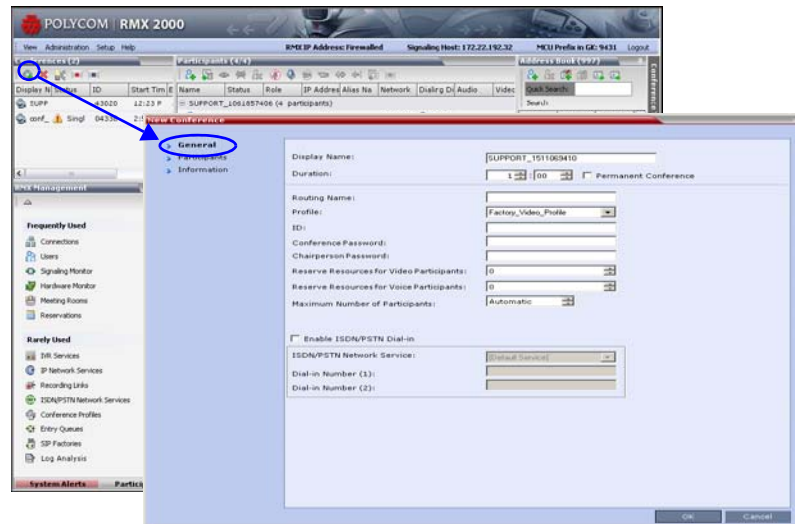 POLYCOM | RMX 2000
View Administration Setup Help
RMX IP Address: Firewalled Signaling Host: 172.22.192.32 MCU Prefix in GK: 9431 Logout
Participants (4/4)
Address Book (997)
Display N Status ID Start Tim E
Name Status Role IP Addres Alias Na Network Dialing Di Audio Video
Quick Search:
SUPP 43020 12:23 P
SUPPORT_1061857406 (4 participants)
Search
conf_ Singl
New Conference
General
Participants
Information
Display Name: SUPPORT_1511069410
Duration: 1 : 00 Permanent Conference
Routing Name:
Profile: Factory_Video_Profile
ID:
Conference Password:
Chairperson Password:
Reserve Resources for Video Participants: 0
Reserve Resources for Voice Participants: 0
Maximum Number of Participants: Automatic
Enable ISDN/PSTN Dial-in
ISDN/PSTN Network Service: [Default Service]
Dial-in Number (1):
Dial-in Number (2):
OK Cancel
RMX Management
Frequently Used
Connections
Users
Signaling Monitor
Hardware Monitor
Meeting Rooms
Reservations
Rarely Used
IVR Services
IP Network Services
Recording Links
ISDN/PSTN Network Services
Conference Profiles
Entry Queues
SIP Factories
Log Analysis
System Alerts